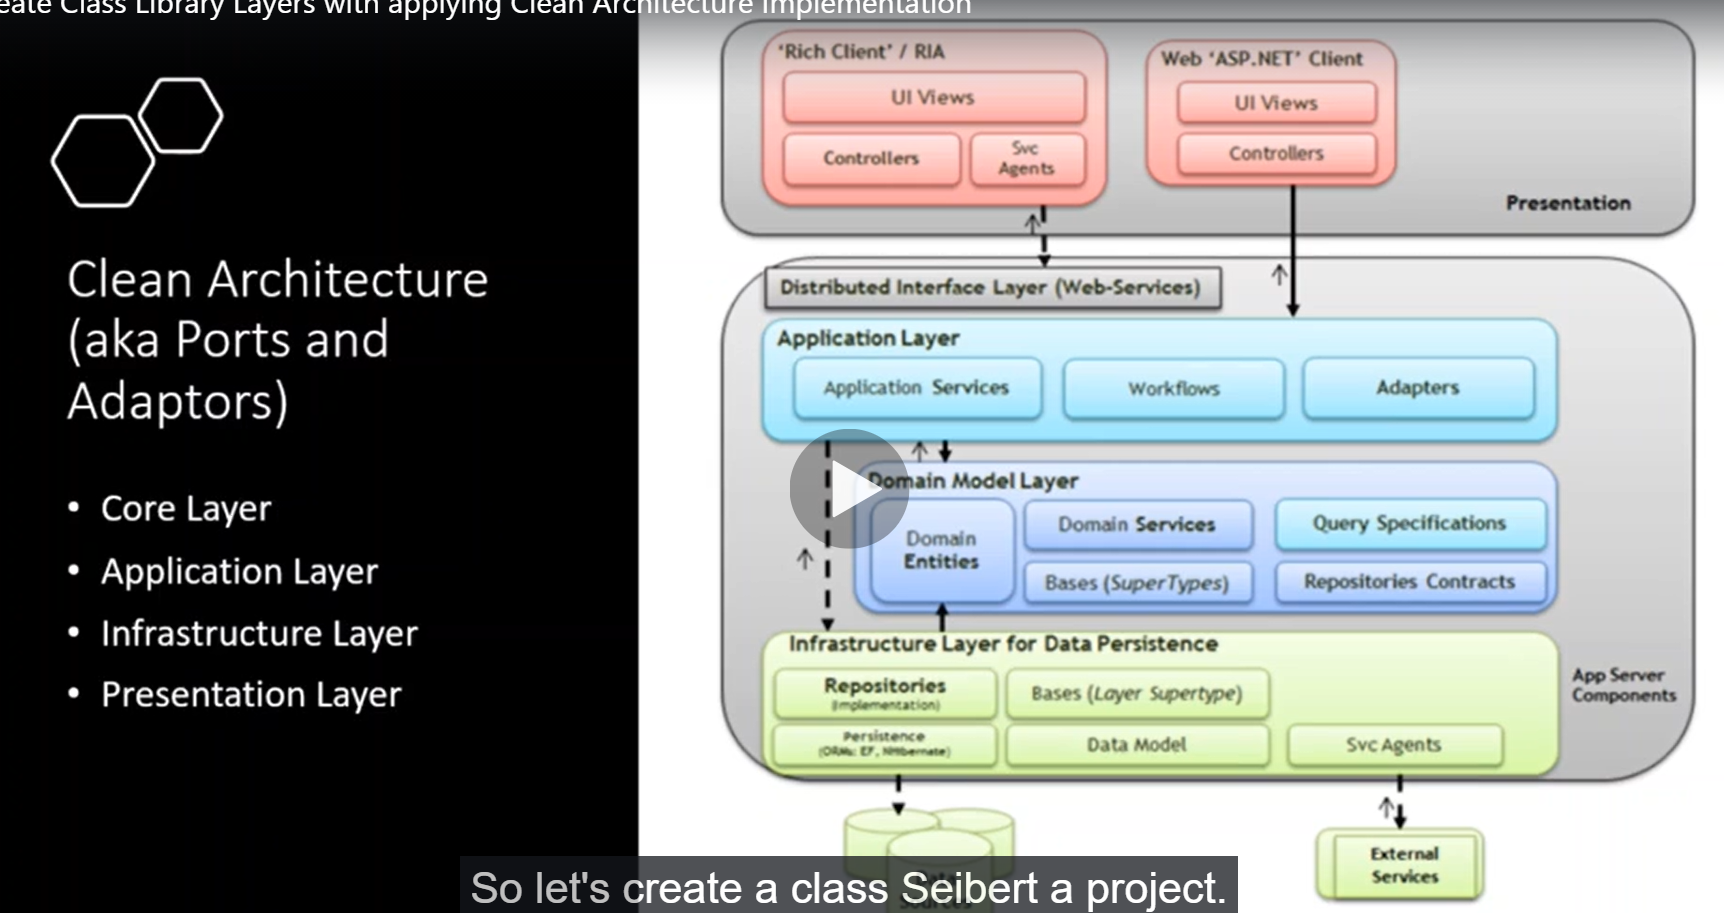 eate Class Library Layers with applying Clean Architecture Implementation
Clean Architecture
(aka Ports and
Adaptors)
• Core Layer
• Application Layer
• Infrastructure Layer
• Presentation Layer
‘Rich Client’ / RIA
UI Views
Controllers
Svc
Agents
Web ‘ASP.NET’ Client
UI Views
Controllers
Presentation
Distributed Interface Layer (Web-Services)
Application Layer
Application Services
Workflows
Adapters
Domain Model Layer
Domain
Entities
Domain Services
Query Specifications
Bases (SuperTypes)
Repositories Contracts
Infrastructure Layer for Data Persistence
Repositories
(Implementation)
Bases (Layer Supertype)
Persistence
(ORMs: EF, NHibernate)
Data Model
Svc Agents
App Server
Components
External
Services
So let's create a class Seibert a project.